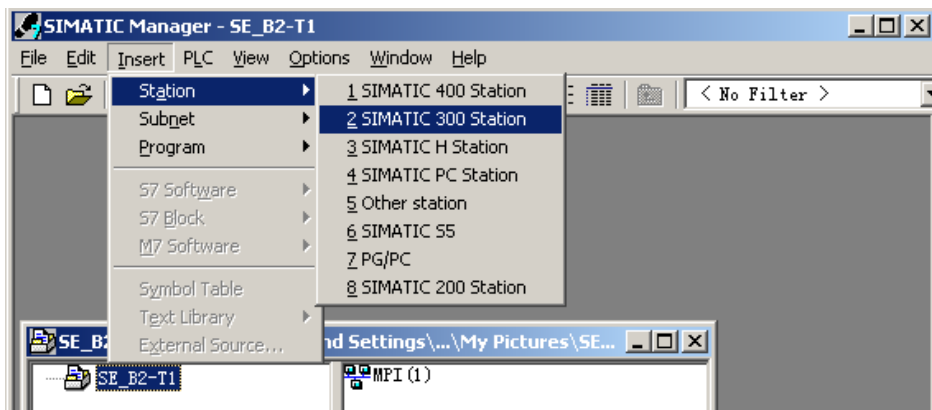 SIMATIC Manager - SE_B2-T1
File Edit Insert PLC View Options Window Help
< No Filter >
Station
Subnet
Program
S7 Software
S7 Block
M7 Software
Symbol Table
Text Library
External Source...
1 SIMATIC 400 Station
2 SIMATIC 300 Station
3 SIMATIC H Station
4 SIMATIC PC Station
5 Other station
6 SIMATIC S5
7 PG/PC
8 SIMATIC 200 Station
SE_B2 nd Settings\...\My Pictures\SE...
SE_B2-T1
MPI(1)